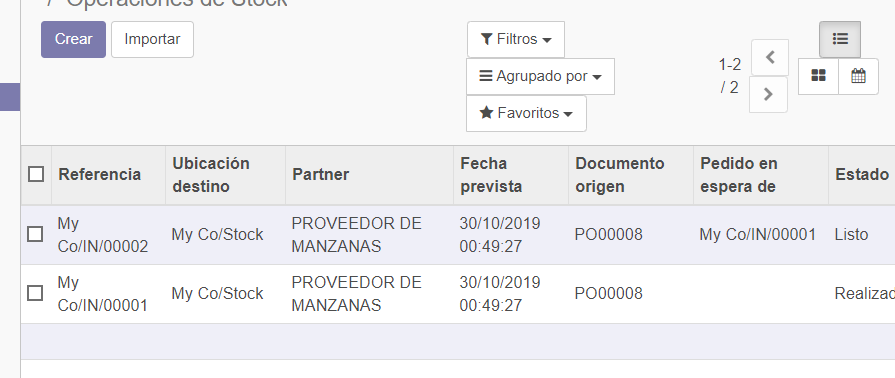 / Operaciones de Stock
Crear
Importar
Filtros
Agrupado por
Favoritos
1-2
/ 2
Referencia
Ubicación
destino
Partner
Fecha
prevista
Documento
origen
Pedido en
espera de
Estado
My
Co/IN/00002
My Co/Stock
PROVEEDOR DE
MANZANAS
30/10/2019
00:49:27
PO00008
My Co/IN/00001
Listo
My
Co/IN/00001
My Co/Stock
PROVEEDOR DE
MANZANAS
30/10/2019
00:49:27
PO00008
Realizad